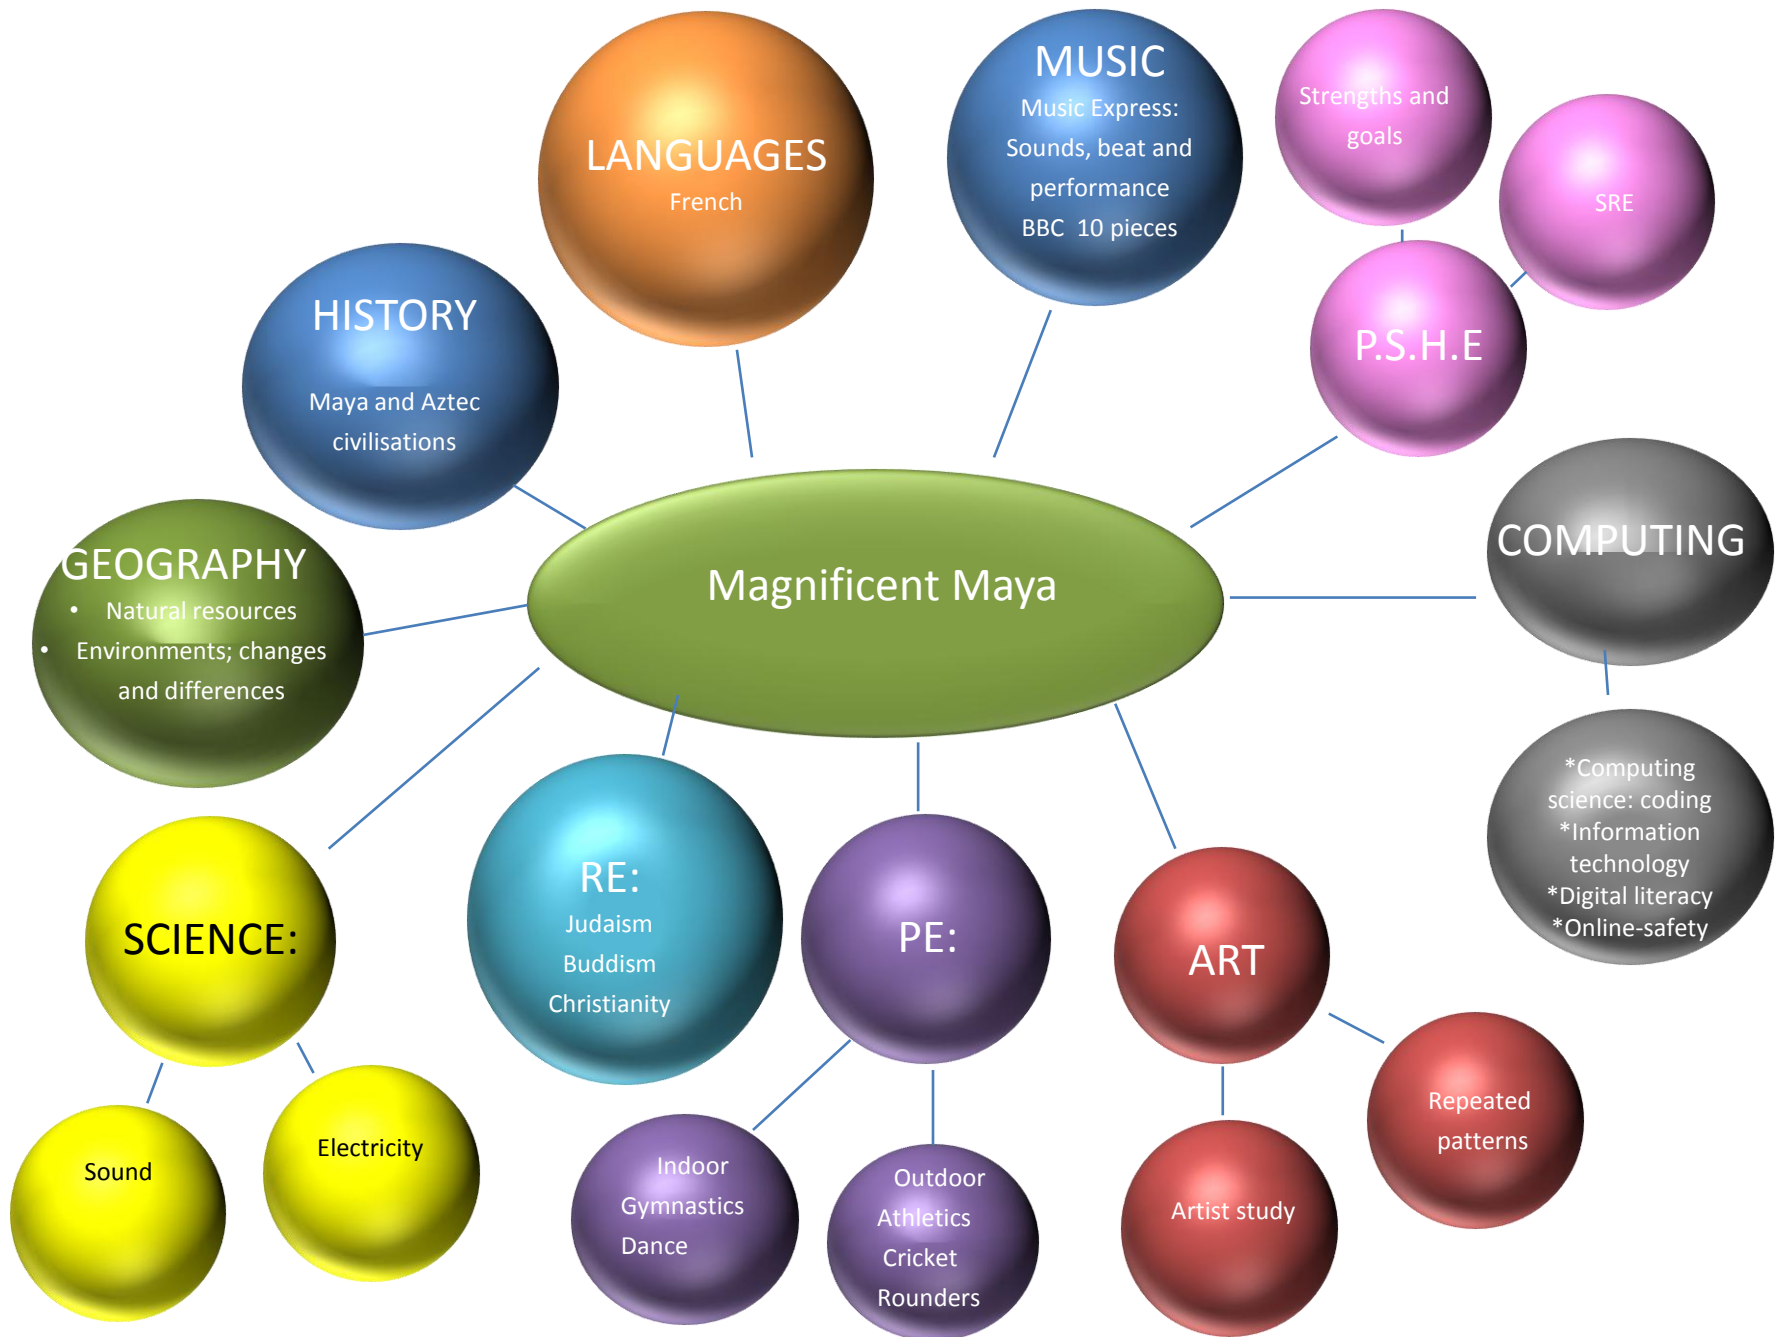 MUSIC
Music Express:
Sounds, beat and
performance
BBC 10 pieces
Strengths and
goals
SRE
LANGUAGES
French
P.S.H.E
HISTORY
Maya and Aztec
civilisations
COMPUTING
*Computing
science: coding
*Information
technology
*Digital literacy
*Online-safety
GEOGRAPHY
• Natural resources
• Environments; changes
and differences
Magnificent Maya
SCIENCE:
Sound
Electricity
RE:
Judaism
Buddism
Christianity
PE:
Indoor
Gymnastics
Dance
Outdoor
Athletics
Cricket
Rounders
ART
Artist study
Repeated
patterns